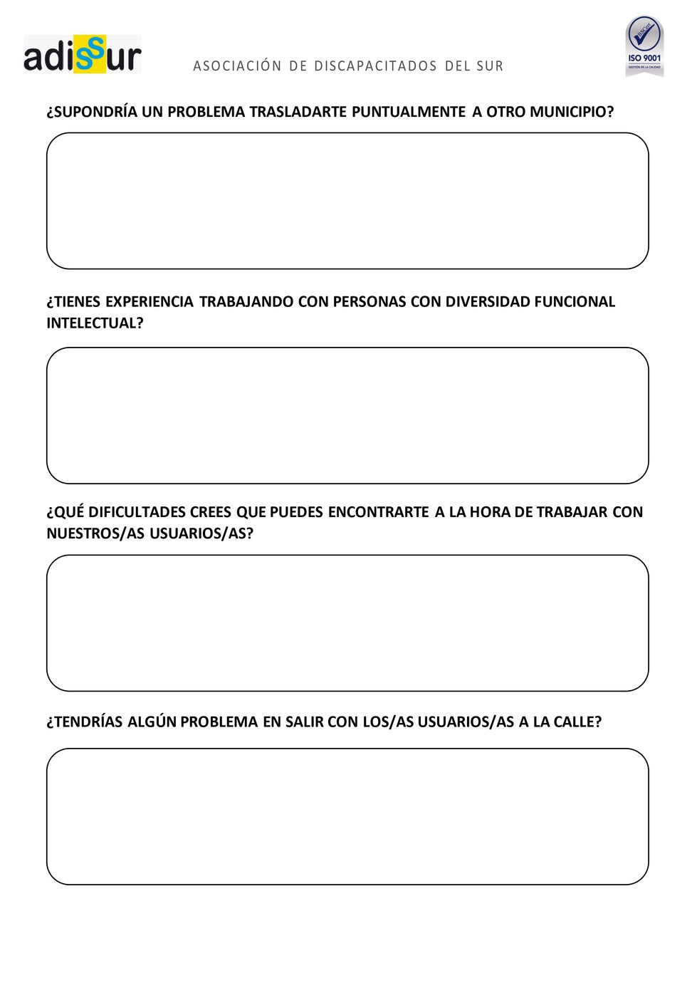 adissur
ASOCIACIÓN DE DISCAPACITADOS DEL SUR
BSCert
ISO 9001
GESTIÓN DE LA CALIDAD
¿SUPONDRÍA UN PROBLEMA TRASLADARTE PUNTUALMENTE A OTRO MUNICIPIO?
¿TIENES EXPERIENCIA TRABAJANDO CON PERSONAS CON DIVERSIDAD FUNCIONAL
INTELECTUAL?
¿QUÉ DIFICULTADES CREES QUE PUEDES ENCONTRARTE A LA HORA DE TRABAJAR CON
NUESTROS/AS USUARIOS/AS?
¿TENDRÍAS ALGÚN PROBLEMA EN SALIR CON LOS/AS USUARIOS/AS A LA CALLE?